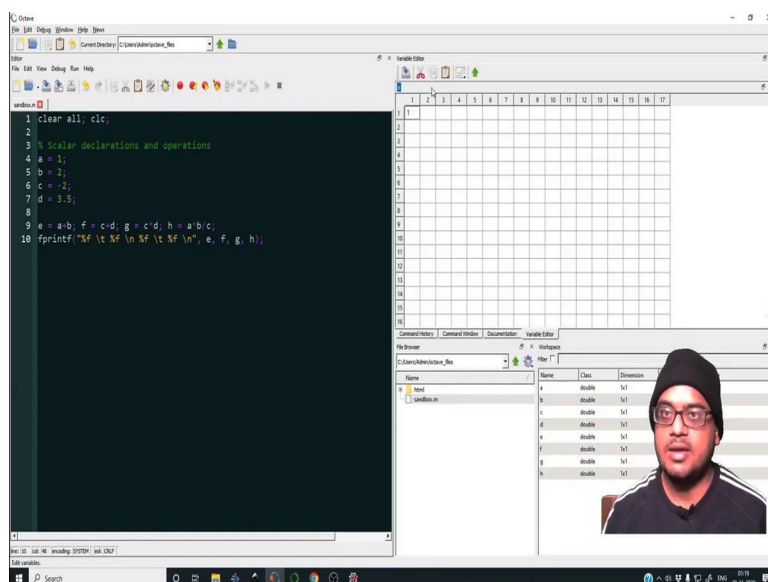 Octave
File Edit Debug Window Help News
Current Directory: C:\Users\Admin\octave_files
Editor
File Edit View Debug Run Help
sandbox.m
1 clear all; clc;
2
3 % Scalar declarations and operations
4 a = 1;
5 b = 2;
6 c = -2;
7 d = 3.5;
8
9 e = a+b; f = c+d; g = c*d; h = a*b/c;
10 fprintf("%f \t %f \n %f \t %f \n", e, f, g, h);
line: 10 col: 48 encoding: SYSTEM eol: CRLF
Edit variables.
Variable Editor
a
1 2 3 4 5 6 7 8 9 10 11 12 13 14 15 16 17
1 1
2
3
4
5
6
7
8
9
10
11
12
13
14
15
16
Command History Command Window Documentation Variable Editor
File Browser
C:/Users/Admin/octave_files
Name
html
sandbox.m
Workspace
Filter
Name Class Dimension
a double 1x1
b double 1x1
c double 1x1
d double 1x1
e double 1x1
f double 1x1
g double 1x1
h double 1x1
Search
ENG
01:19